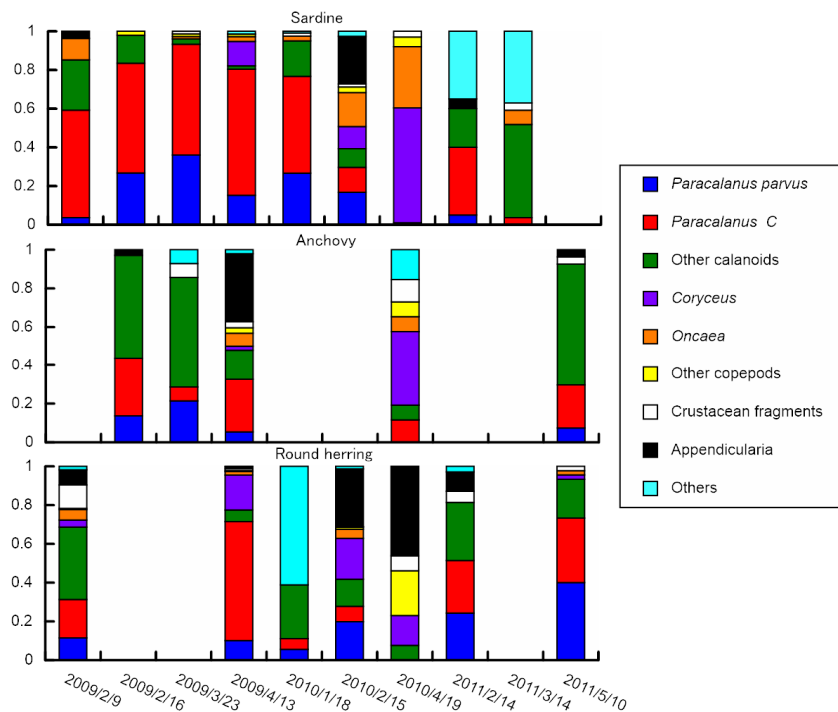 Sardine
1
0.8
0.6
0.4
0.2
0
Anchovy
1
0.8
0.6
0.4
0.2
0
Round herring
1
0.8
0.6
0.4
0.2
0
2009/2/9
2009/2/16
2009/3/23
2009/4/13
2010/1/18
2010/2/15
2010/4/19
2011/2/14
2011/3/14
2011/5/10
Paracalanus parvus
Paracalanus C
Other calanoids
Coryceus
Oncaea
Other copepods
Crustacean fragments
Appendicularia
Others